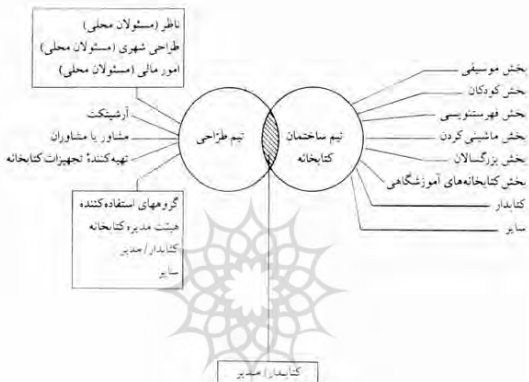 ناظر (مسئولان محلی)
طراحی شهری (مسئولان محلی)
امور مالی (مسئولان محلی)
آرشیتکت
مشاور یا مشاوران
تهیه‌کنندهٔ تجهیزات کتابخانه
گروههای استفاده‌کننده
هیئت مدیره کتابخانه
کتابدار/مدیر
سایر
تیم طرّاحی
تیم ساختمان
کتابخانه
بخش موسیقی
بخش کودکان
بخش فهرستنویسی
بخش ماشینی کردن
بخش بزرگسالان
بخش کتابخانه‌های آموزشگاهی
کتابدار
سایر
کتابدار/مدیر